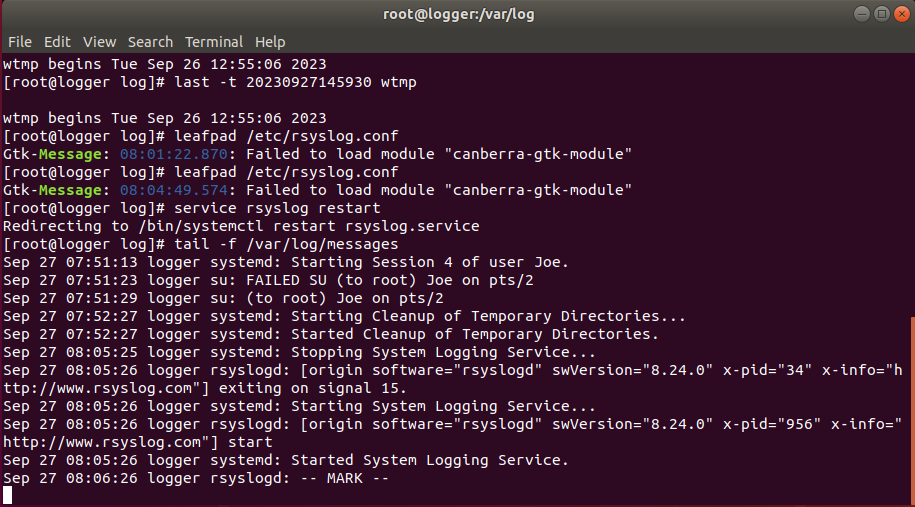 root@logger:/var/log
File Edit View Search Terminal Help
wtmp begins Tue Sep 26 12:55:06 2023
[root@logger log]# last -t 20230927145930 wtmp
wtmp begins Tue Sep 26 12:55:06 2023
[root@logger log]# leafpad /etc/rsyslog.conf
Gtk-Message: 08:01:22.870: Failed to load module "canberra-gtk-module"
[root@logger log]# leafpad /etc/rsyslog.conf
Gtk-Message: 08:04:49.574: Failed to load module "canberra-gtk-module"
[root@logger log]# service rsyslog restart
Redirecting to /bin/systemctl restart rsyslog.service
[root@logger log]# tail -f /var/log/messages
Sep 27 07:51:13 logger systemd: Starting Session 4 of user Joe.
Sep 27 07:51:23 logger su: FAILED SU (to root) Joe on pts/2
Sep 27 07:51:29 logger su: (to root) Joe on pts/2
Sep 27 07:52:27 logger systemd: Starting Cleanup of Temporary Directories...
Sep 27 07:52:27 logger systemd: Started Cleanup of Temporary Directories.
Sep 27 08:05:25 logger systemd: Stopping System Logging Service...
Sep 27 08:05:26 logger rsyslogd: [origin software="rsyslogd" swVersion="8.24.0" x-pid="34" x-info="h
ttp://www.rsyslog.com"] exiting on signal 15.
Sep 27 08:05:26 logger systemd: Starting System Logging Service...
Sep 27 08:05:26 logger rsyslogd: [origin software="rsyslogd" swVersion="8.24.0" x-pid="956" x-info="
http://www.rsyslog.com"] start
Sep 27 08:05:26 logger systemd: Started System Logging Service.
Sep 27 08:06:26 logger rsyslogd: -- MARK --